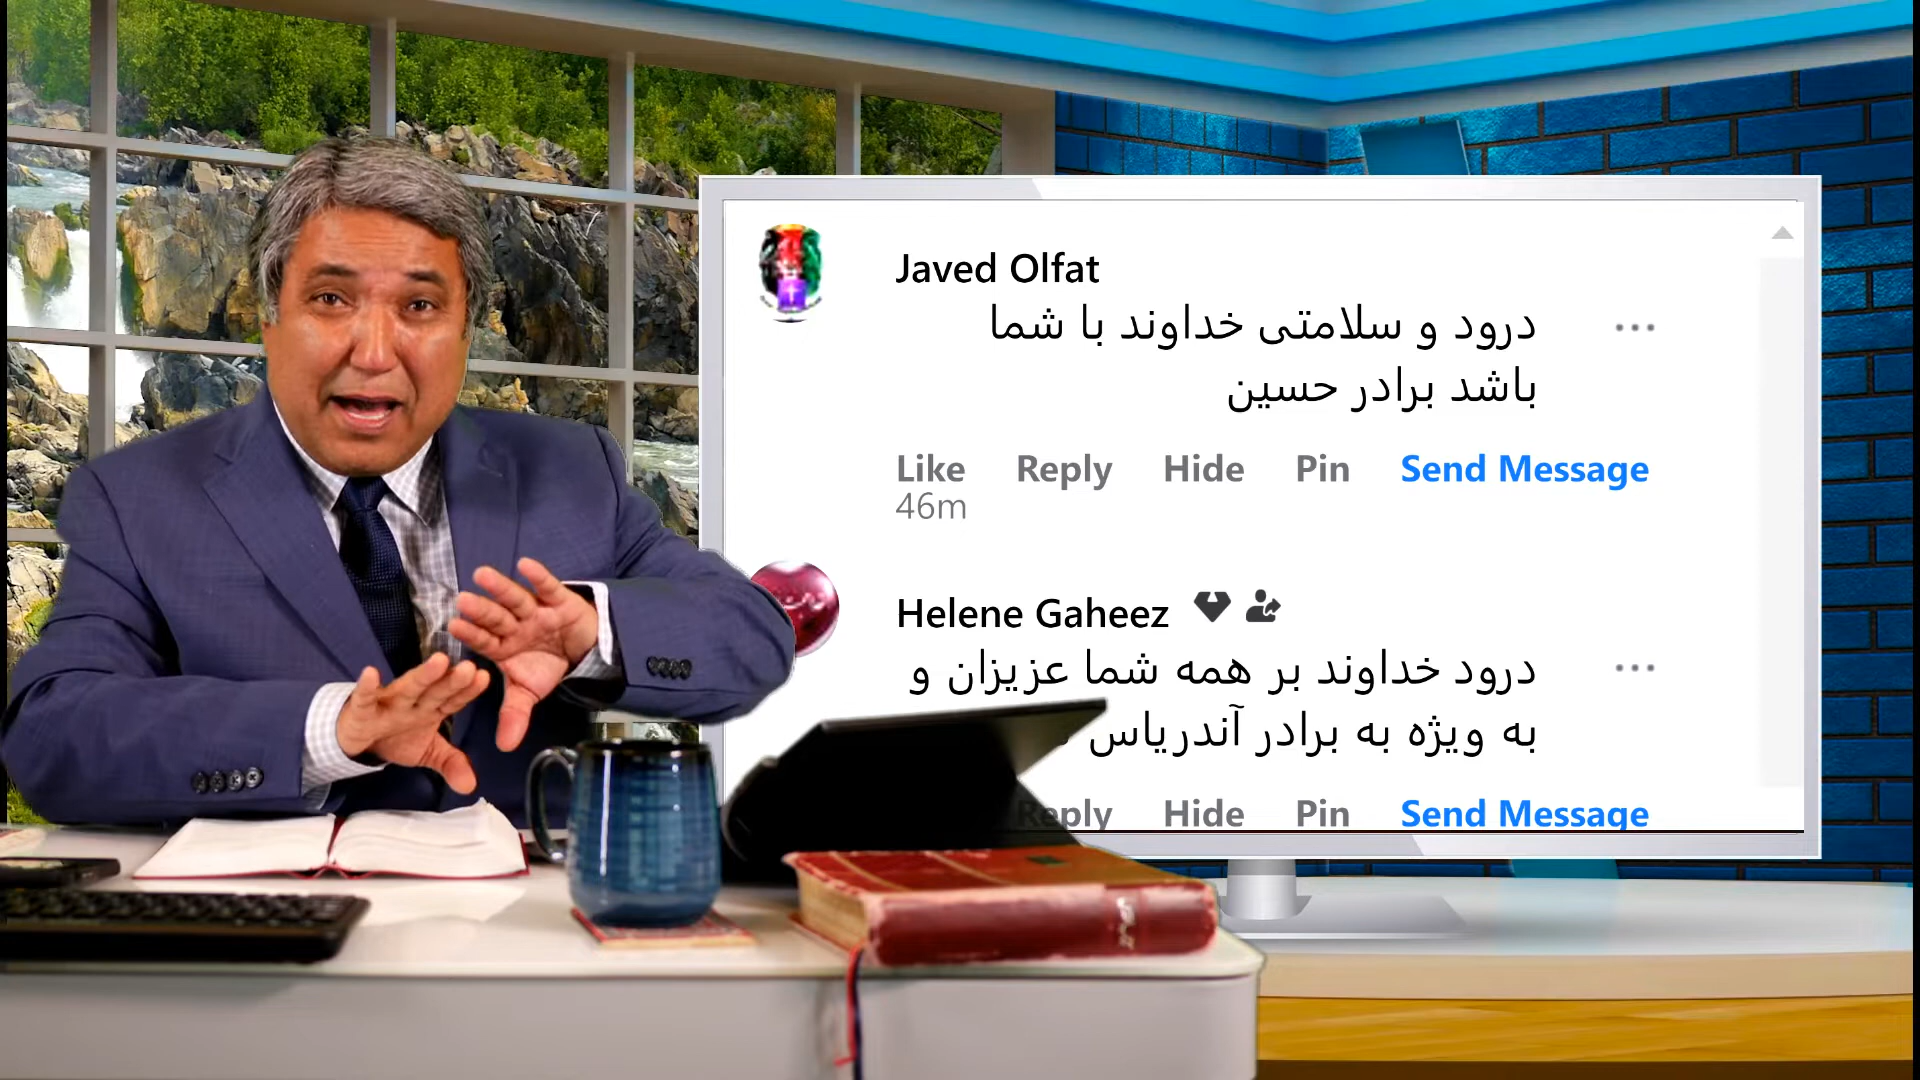 Javed Olfat
درود و سلامتی خداوند با شما
باشد برادر حسین
Like Reply Hide Pin Send Message
46m
Helene Gaheez
درود خداوند بر همه شما عزیزان و
به ویژه به برادر آندریاس
Reply Hide Pin Send Message